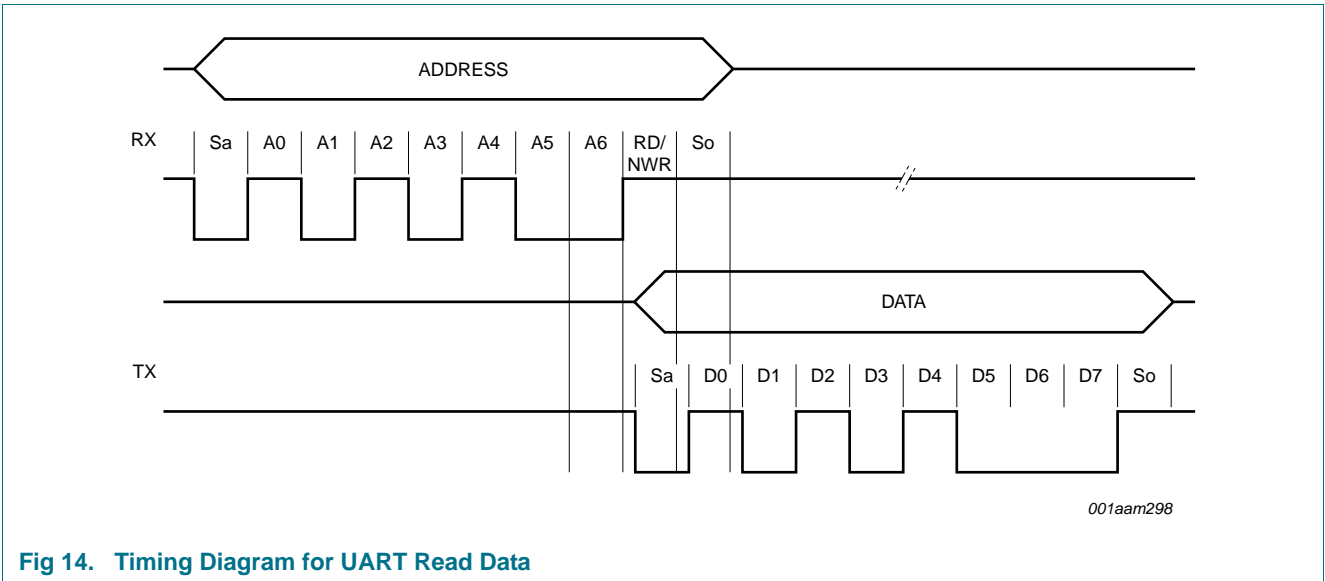 ADDRESS
RX Sa A0 A1 A2 A3 A4 A5 A6 RD/ So
NWR
DATA
TX Sa D0 D1 D2 D3 D4 D5 D6 D7 So
001aam298
Fig 14. Timing Diagram for UART Read Data